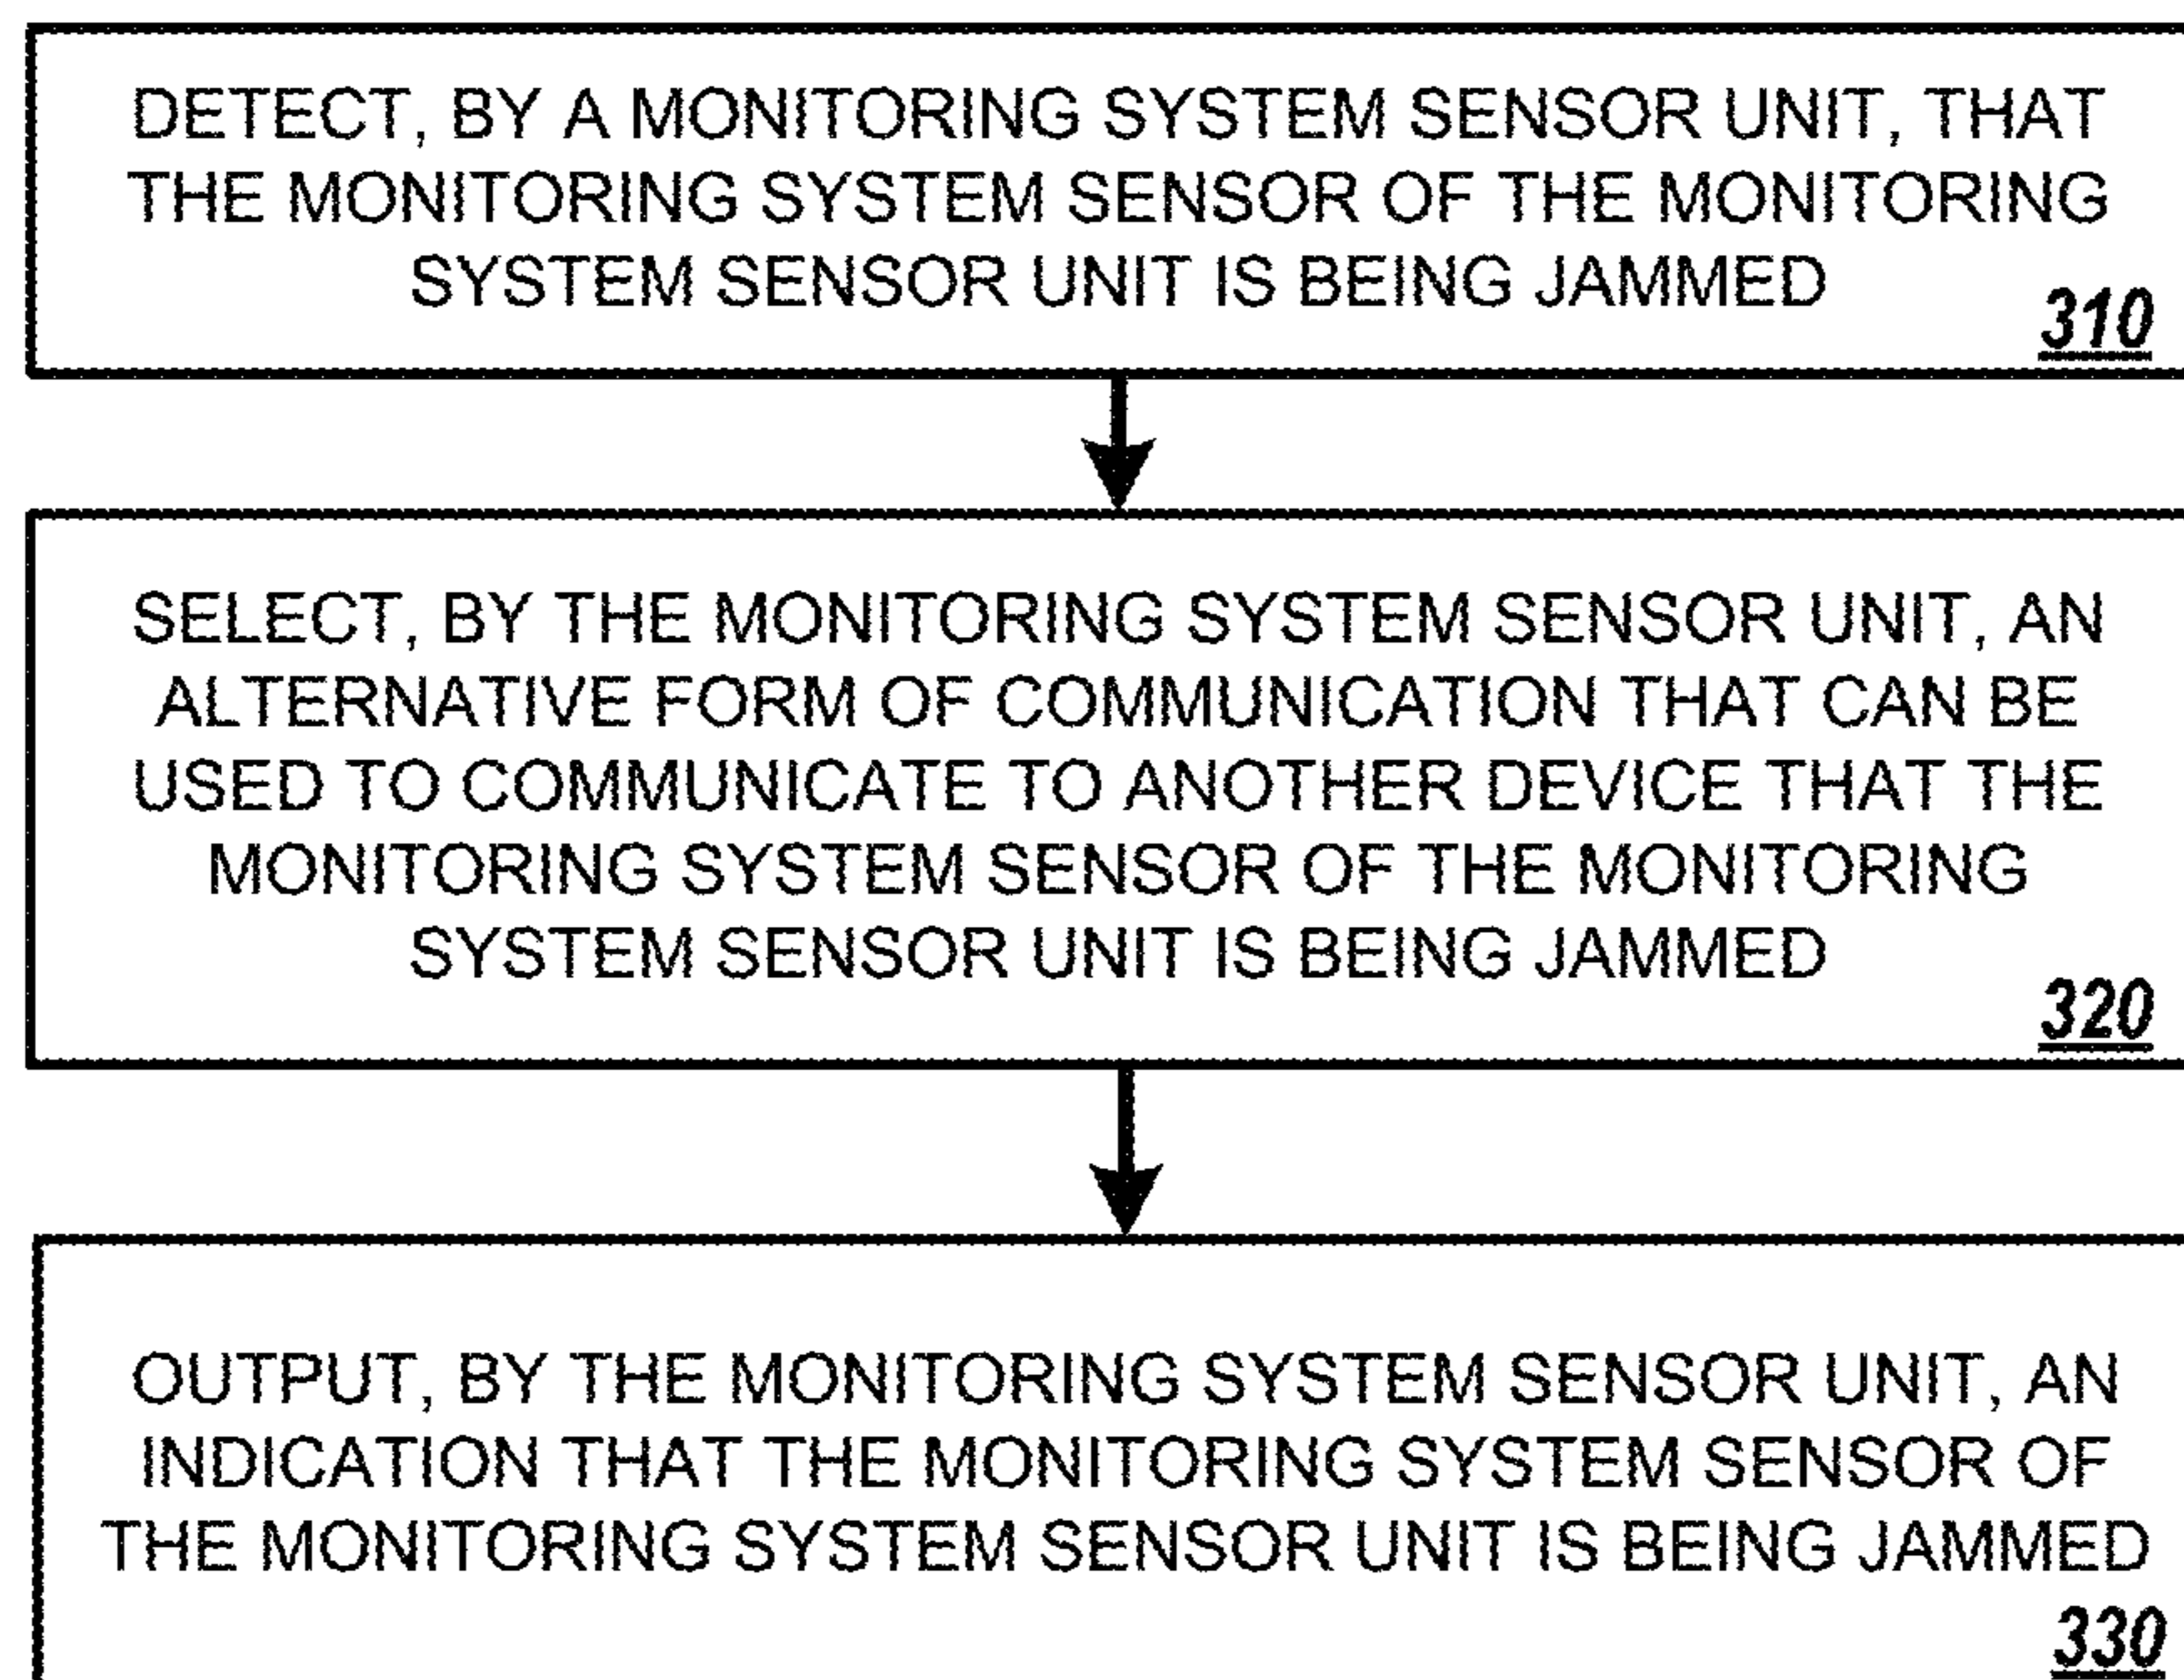 DETECT, BY A MONITORING SYSTEM SENSOR UNIT, THAT
THE MONITORING SYSTEM SENSOR OF THE MONITORING
SYSTEM SENSOR UNIT IS BEING JAMMED
310
SELECT, BY THE MONITORING SYSTEM SENSOR UNIT, AN
ALTERNATIVE FORM OF COMMUNICATION THAT CAN BE
USED TO COMMUNICATE TO ANOTHER DEVICE THAT THE
MONITORING SYSTEM SENSOR OF THE MONITORING
SYSTEM SENSOR UNIT IS BEING JAMMED
320
OUTPUT, BY THE MONITORING SYSTEM SENSOR UNIT, AN
INDICATION THAT THE MONITORING SYSTEM SENSOR OF
THE MONITORING SYSTEM SENSOR UNIT IS BEING JAMMED
330